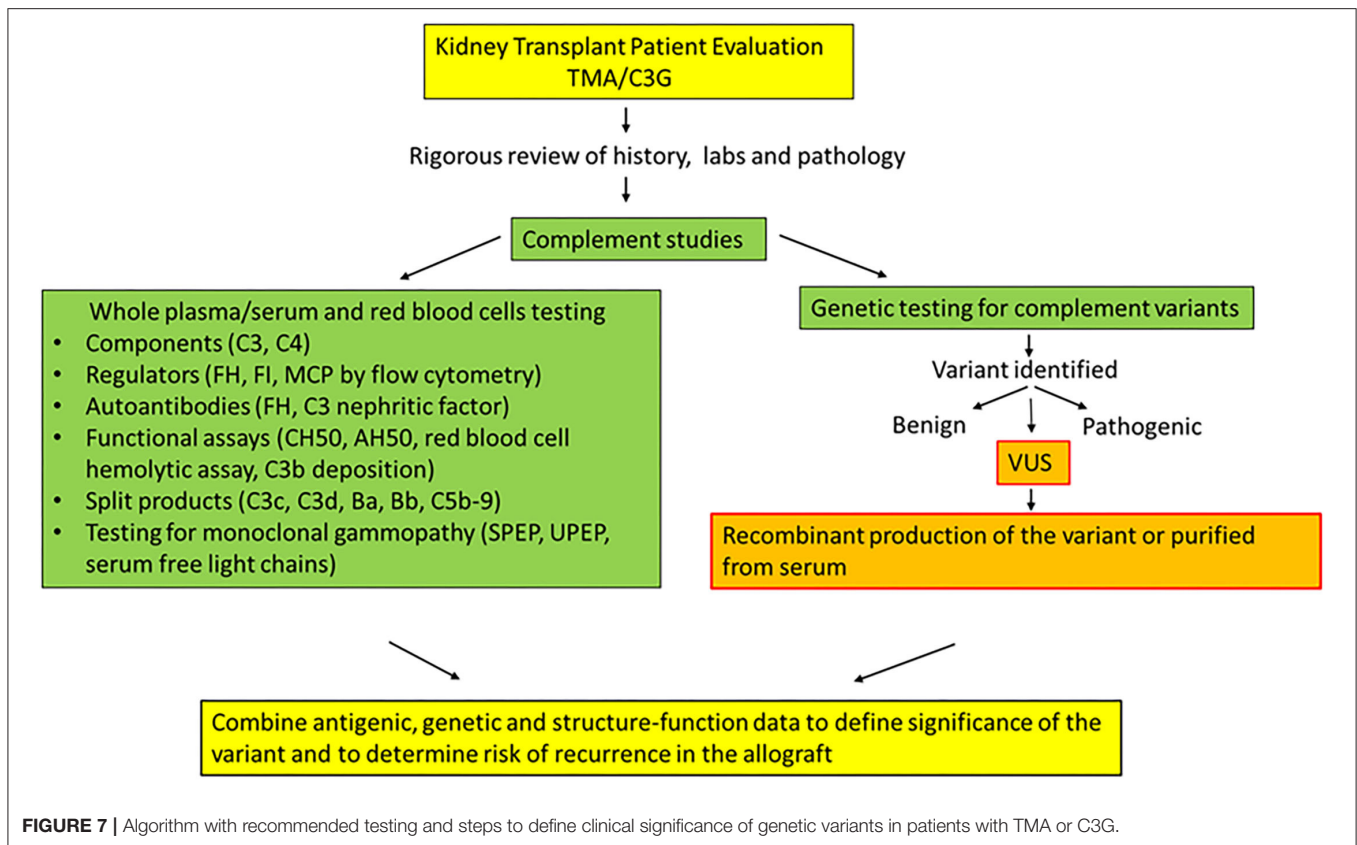 Kidney Transplant Patient Evaluation
TMA/C3G
Rigorous review of history, labs and pathology
Complement studies
Whole plasma/serum and red blood cells testing
• Components (C3, C4)
• Regulators (FH, FI, MCP by flow cytometry)
• Autoantibodies (FH, C3 nephritic factor)
• Functional assays (CH50, AH50, red blood cell
hemolytic assay, C3b deposition)
• Split products (C3c, C3d, Ba, Bb, C5b-9)
• Testing for monoclonal gammopathy (SPEP, UPEP,
serum free light chains)
Genetic testing for complement variants
Variant identified
Benign
Pathogenic
VUS
Recombinant production of the variant or purified
from serum
Combine antigenic, genetic and structure-function data to define significance of the
variant and to determine risk of recurrence in the allograft
FIGURE 7 | Algorithm with recommended testing and steps to define clinical significance of genetic variants in patients with TMA or C3G.